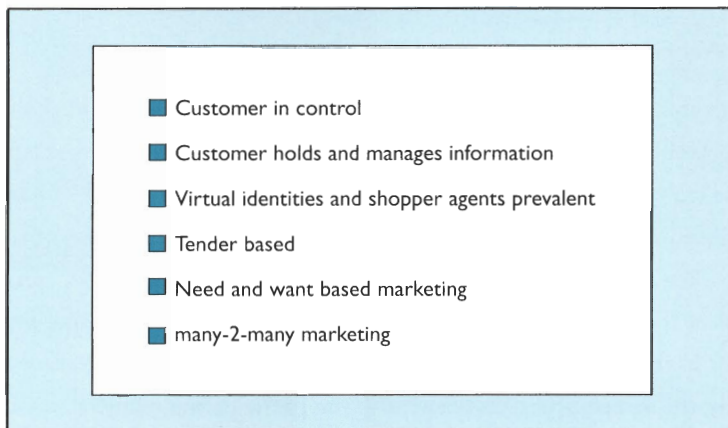 Customer in control
Customer holds and manages information
Virtual identities and shopper agents prevalent
Tender based
Need and want based marketing
many-2-many marketing